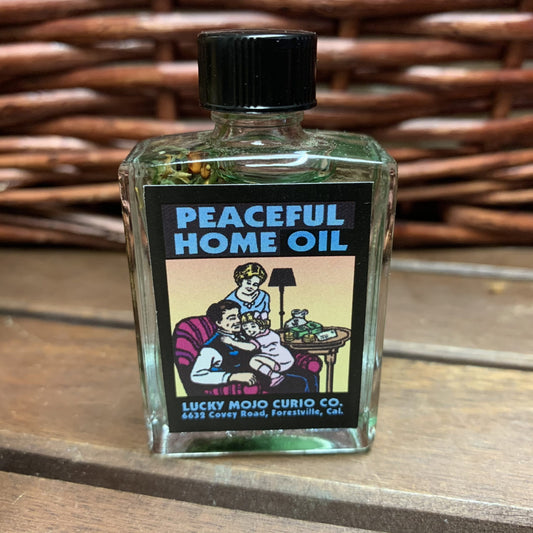 PEACEFUL
HOME OIL
LUCKY MOJO CURIO CO.
6632 Covey Road, Forestville, Cal.